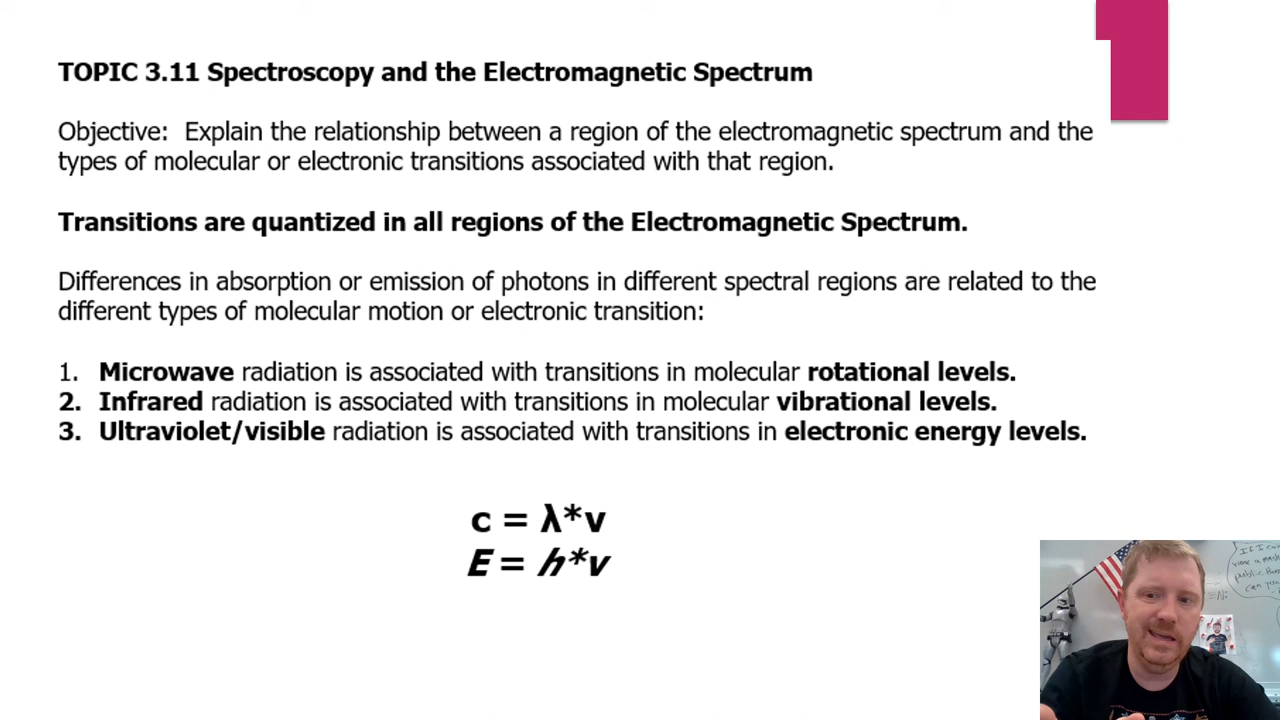 TOPIC 3.11 Spectroscopy and the Electromagnetic Spectrum
Objective: Explain the relationship between a region of the electromagnetic spectrum and the
types of molecular or electronic transitions associated with that region.
Transitions are quantized in all regions of the Electromagnetic Spectrum.
Differences in absorption or emission of photons in different spectral regions are related to the
different types of molecular motion or electronic transition:
1. Microwave radiation is associated with transitions in molecular rotational levels.
2. Infrared radiation is associated with transitions in molecular vibrational levels.
3. Ultraviolet/visible radiation is associated with transitions in electronic energy levels.
c = λ*v
E = h*v
If I co
public
can you